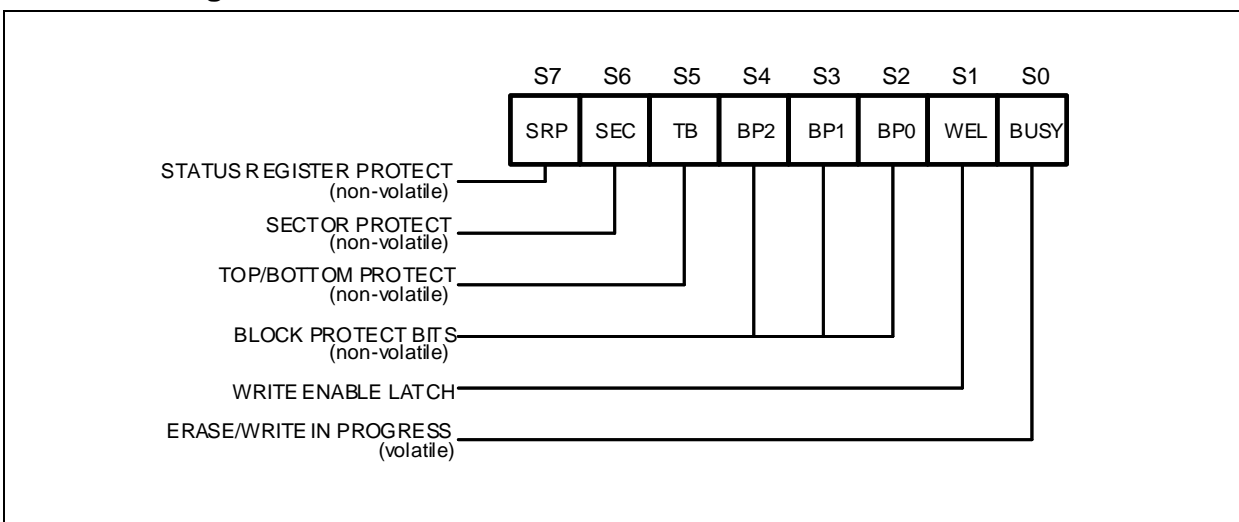 S7 S6 S5 S4 S3 S2 S1 S0
SRP SEC TB BP2 BP1 BP0 WEL BUSY
STATUS REGISTER PROTECT
(non-volatile)
SECTOR PROTECT
(non-volatile)
TOP/BOTTOM PROTECT
(non-volatile)
BLOCK PROTECT BITS
(non-volatile)
WRITE ENABLE LATCH
ERASE/WRITE IN PROGRESS
(volatile)